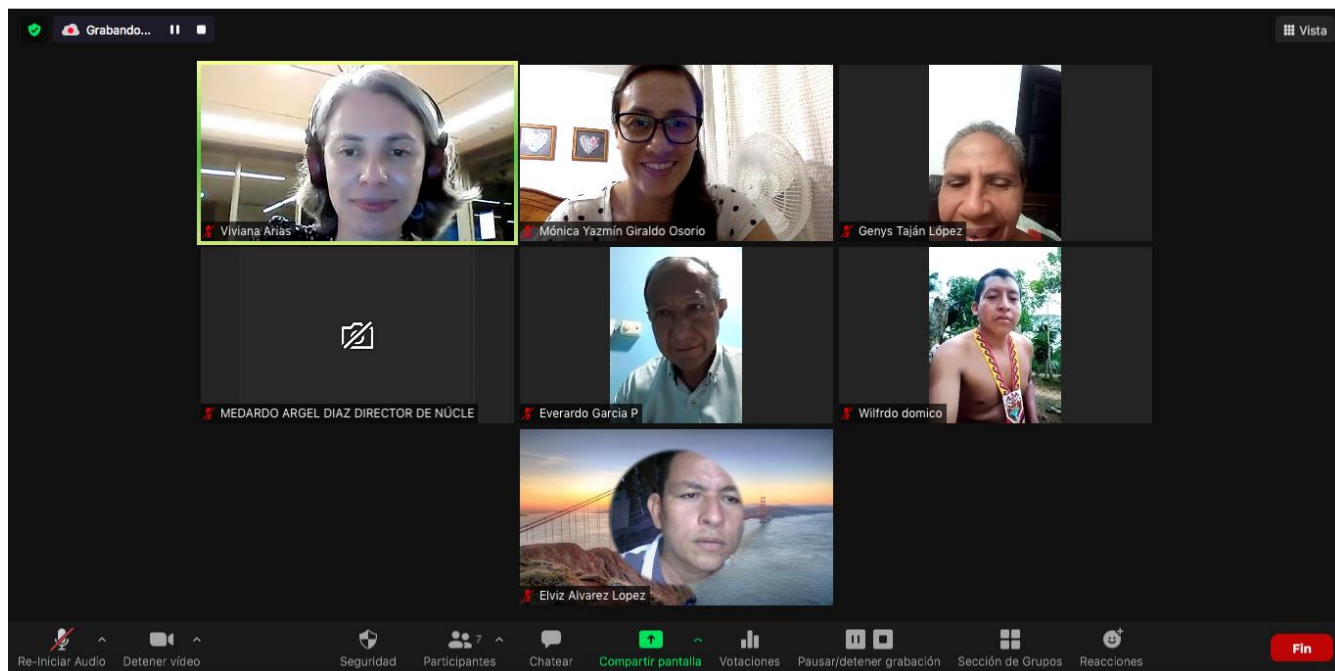 Grabando...
Vista
Viviana Arias
Mónica Yazmín Giraldo Osorio
Genys Taján López
MEDARDO ARGEL DIAZ DIRECTOR DE NÚCLE
Everardo Garcia P
Wilfrdo domico
Elviz Alvarez Lopez
7
Re-Iniciar Audio
Detener vídeo
Seguridad
Participantes
Chatear
Compartir pantalla
Votaciones
Pausar/detener grabación
Sección de Grupos
Reacciones
Fin